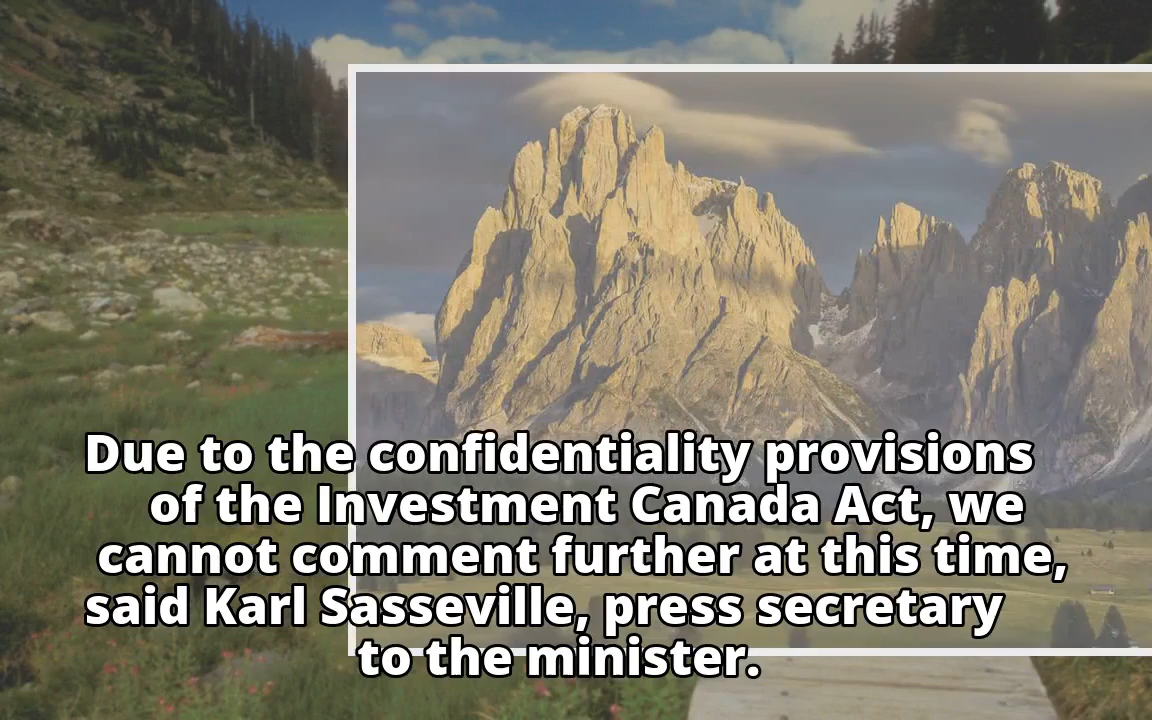 Due to the confidentiality provisions
of the Investment Canada Act, we
cannot comment further at this time,
said Karl Sasseville, press secretary
to the minister.